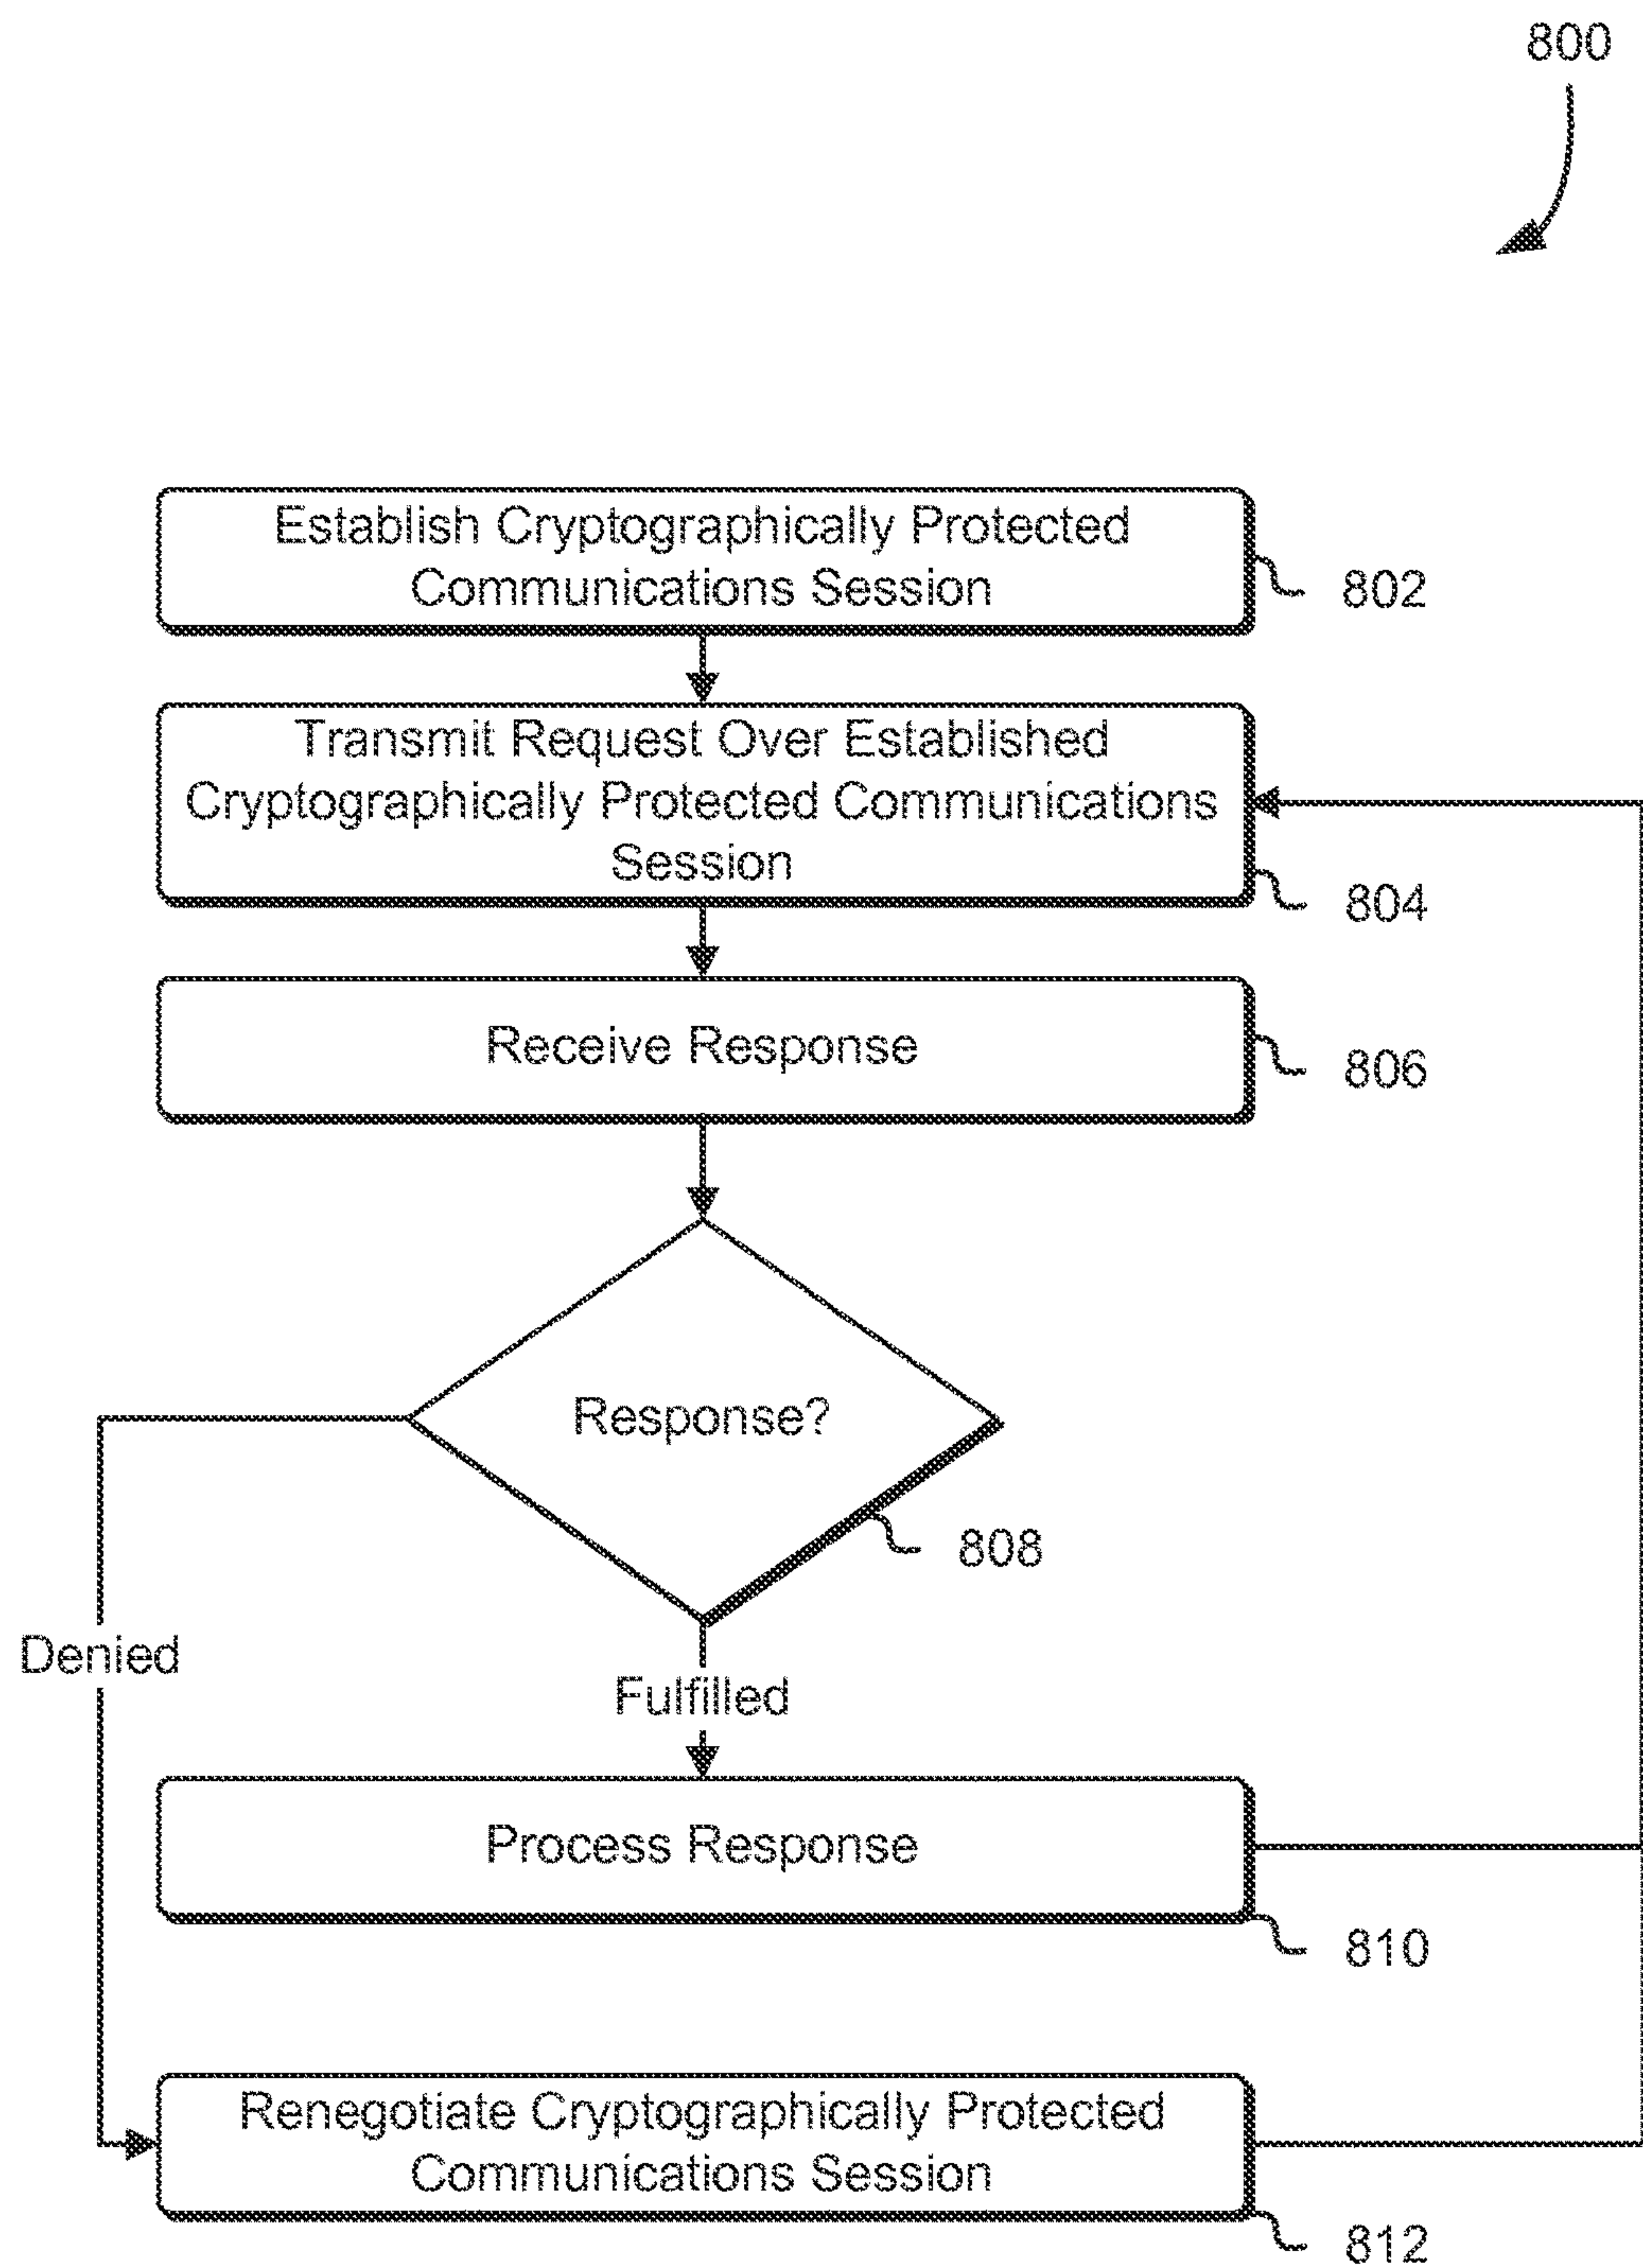 800
Establish Cryptographically Protected
Communications Session
802
Transmit Request Over Established
Cryptographically Protected Communications
Session
804
Receive Response
806
Response?
808
Denied
Fulfilled
Process Response
810
Renegotiate Cryptographically Protected
Communications Session
812